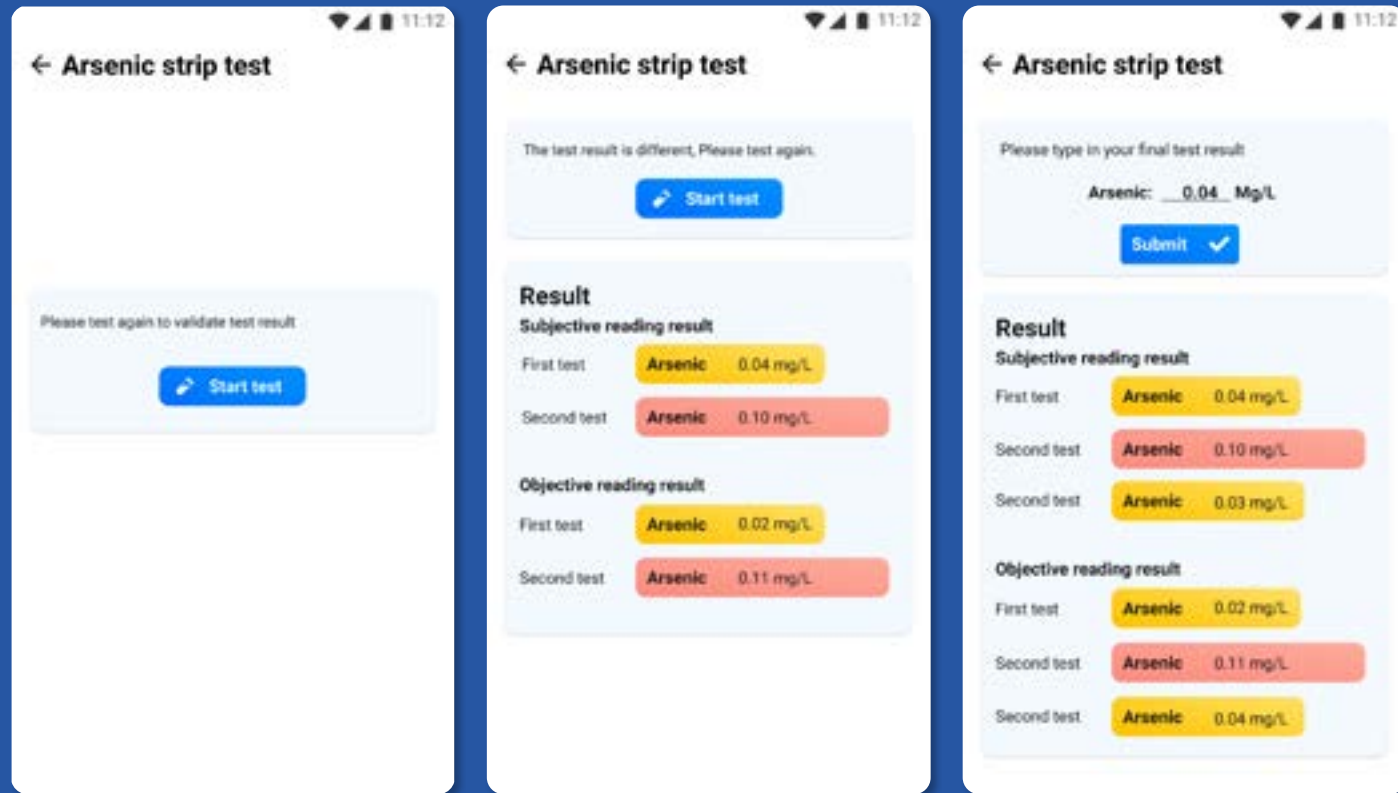 11:12
← Arsenic strip test
Please test again to validate test result
Start test
11:12
← Arsenic strip test
The test result is different, Please test again.
Start test
Result
Subjective reading result
First test Arsenic 0.04 mg/L
Second test Arsenic 0.10 mg/L
Objective reading result
First test Arsenic 0.02 mg/L
Second test Arsenic 0.11 mg/L
11:12
← Arsenic strip test
Please type in your final test result
Arsenic: 0.04 Mg/L
Submit
Result
Subjective reading result
First test Arsenic 0.04 mg/L
Second test Arsenic 0.10 mg/L
Second test Arsenic 0.03 mg/L
Objective reading result
First test Arsenic 0.02 mg/L
Second test Arsenic 0.11 mg/L
Second test Arsenic 0.04 mg/L